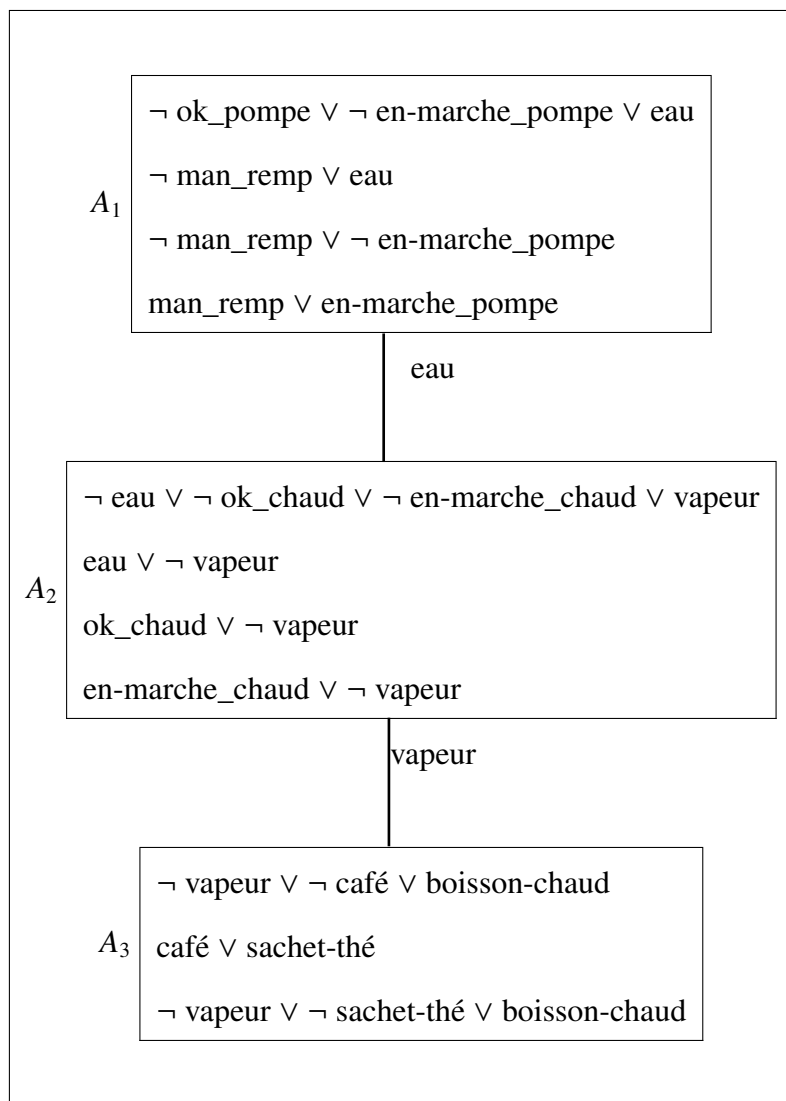 ¬ ok_pompe ∨ ¬ en-marche_pompe ∨ eau
¬ man_remp ∨ eau
A₁
¬ man_remp ∨ ¬ en-marche_pompe
man_remp ∨ en-marche_pompe
eau
¬ eau ∨ ¬ ok_chaud ∨ ¬ en-marche_chaud ∨ vapeur
eau ∨ ¬ vapeur
A₂
ok_chaud ∨ ¬ vapeur
en-marche_chaud ∨ ¬ vapeur
vapeur
¬ vapeur ∨ ¬ café ∨ boisson-chaud
A₃
café ∨ sachet-thé
¬ vapeur ∨ ¬ sachet-thé ∨ boisson-chaud